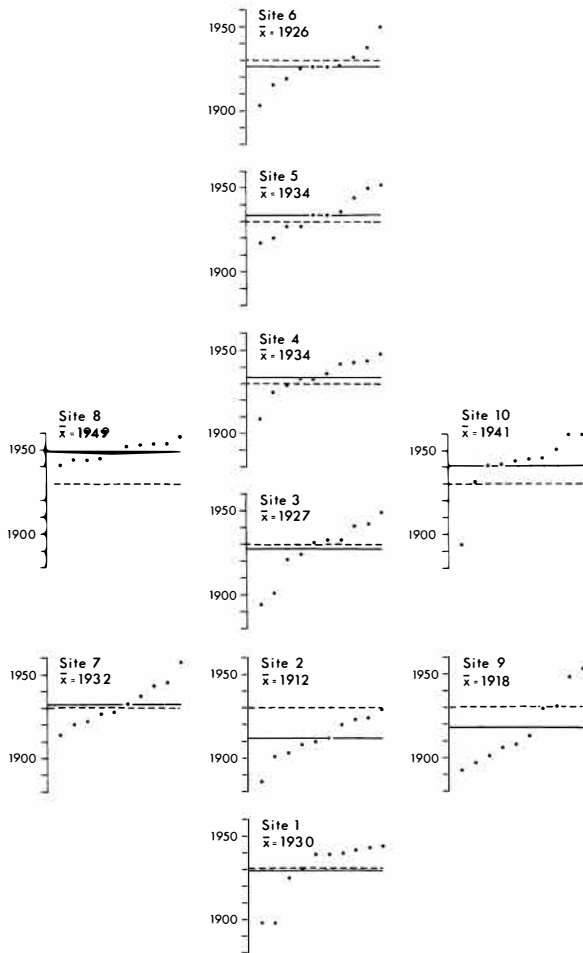 Site 6
x̄ = 1926
1950
1900
Site 5
x̄ = 1934
1950
1900
Site 4
x̄ = 1934
1950
1900
Site 8
x̄ = 1949
1950
1900
Site 10
x̄ = 1941
1950
1900
Site 3
x̄ = 1927
1950
1900
Site 7
x̄ = 1932
1950
1900
Site 2
x̄ = 1912
1950
1900
Site 9
x̄ = 1918
1950
1900
Site 1
x̄ = 1930
1950
1900